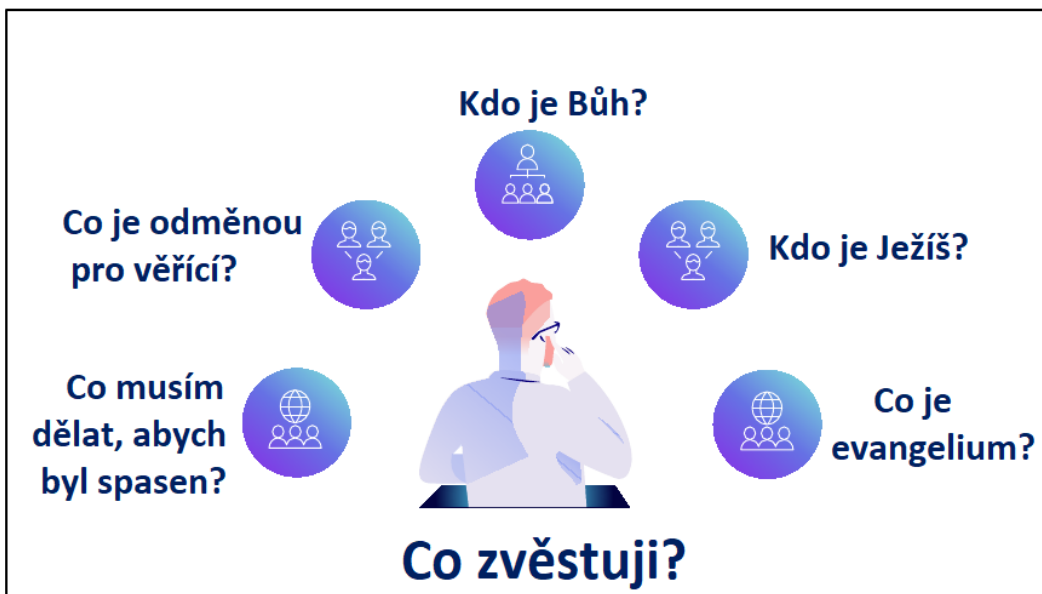 Kdo je Bůh?
Co je odměnou
pro věřící?
Kdo je Ježíš?
Co musím
dělat, abych
byl spasen?
Co je
evangelium?
Co zvěstuji?